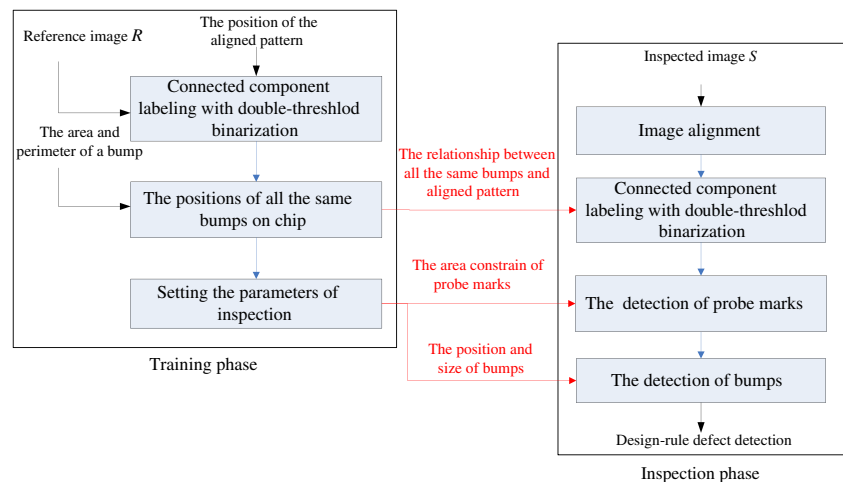 Reference image R
The position of the
aligned pattern
Connected component
labeling with double-threshlod
binarization
The area and
perimeter of a bump
The positions of all the same
bumps on chip
Setting the parameters of
inspection
Training phase
The relationship between
all the same bumps and
aligned pattern
The area constrain of
probe marks
The position and
size of bumps
Inspected image S
Image alignment
Connected component
labeling with double-threshlod
binarization
The detection of probe marks
The detection of bumps
Design-rule defect detection
Inspection phase